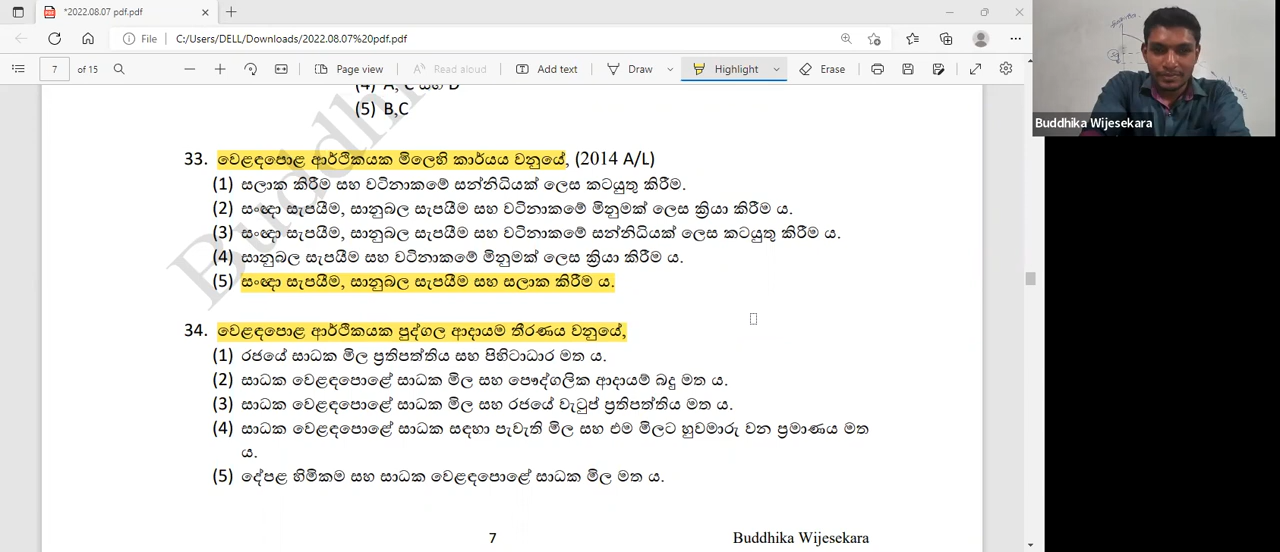 *2022.08.07 pdf.pdf
File C:/Users/DELL/Downloads/2022.08.07%20pdf.pdf
7 of 15 Page view Read aloud Add text Draw Highlight Erase
(4) A, C සහ D
(5) B,C
33. වෙළඳපොළ ආර්ථිකයක මිලෙහි කාර්යය වනුයේ, (2014 A/L)
(1) සලාක කිරීම සහ වටිනාකමේ සන්නිධියක් ලෙස කටයුතු කිරීම.
(2) සංඥා සැපයීම, සානුබල සැපයීම සහ වටිනාකමේ මිනුමක් ලෙස ක්‍රියා කිරීම ය.
(3) සංඥා සැපයීම, සානුබල සැපයීම සහ වටිනාකමේ සන්නිධියක් ලෙස කටයුතු කිරීම ය.
(4) සානුබල සැපයීම සහ වටිනාකමේ මිනුමක් ලෙස ක්‍රියා කිරීම ය.
(5) සංඥා සැපයීම, සානුබල සැපයීම සහ සලාක කිරීම ය.
34. වෙළඳපොළ ආර්ථිකයක පුද්ගල ආදායම තීරණය වනුයේ,
(1) රජයේ සාධක මිල ප්‍රතිපත්තිය සහ පිහිටාධාර මත ය.
(2) සාධක වෙළඳපොළේ සාධක මිල සහ පෞද්ගලික ආදායම් බදු මත ය.
(3) සාධක වෙළඳපොළේ සාධක මිල සහ රජයේ වැටුප් ප්‍රතිපත්තිය මත ය.
(4) සාධක වෙළඳපොළේ සාධක සඳහා පැවැති මිල සහ එම මිලට හුවමාරු වන ප්‍රමාණය මත
ය.
(5) දේපළ හිමිකම සහ සාධක වෙළඳපොළේ සාධක මිල මත ය.
7 Buddhika Wijesekara
Buddhika Wijesekara
Buddhi